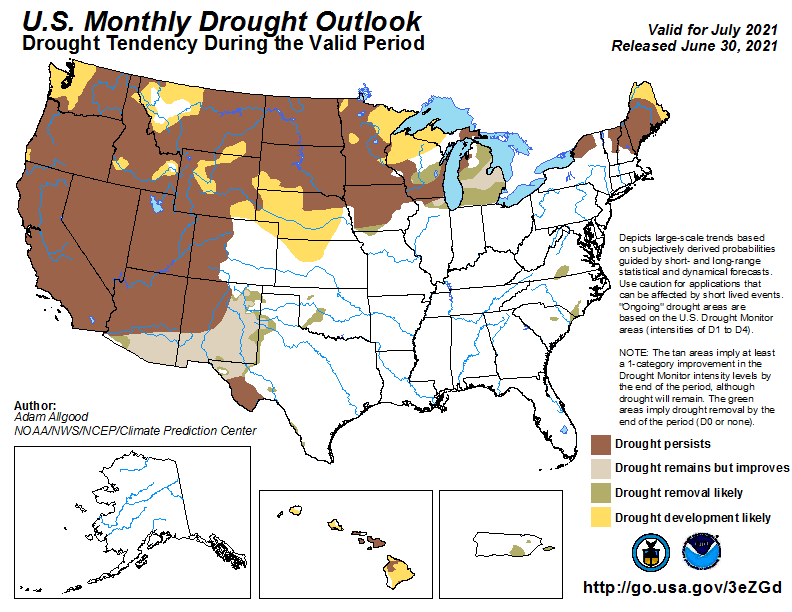 U.S. Monthly Drought Outlook
Drought Tendency During the Valid Period
Valid for July 2021
Released June 30, 2021
Depicts large-scale trends based
on subjectively derived probabilities
guided by short- and long-range
statistical and dynamical forecasts.
Use caution for applications that
can be affected by short lived events.
"Ongoing" drought areas are
based on the U.S. Drought Monitor
areas (intensities of D1 to D4).
NOTE: The tan areas imply at least
a 1-category improvement in the
Drought Monitor intensity levels by
the end of the period, although
drought will remain. The green
areas imply drought removal by the
end of the period (D0 or none).
Author:
Adam Allgood
NOAA/NWS/NCEP/Climate Prediction Center
Drought persists
Drought remains but improves
Drought removal likely
Drought development likely
http://go.usa.gov/3eZGd